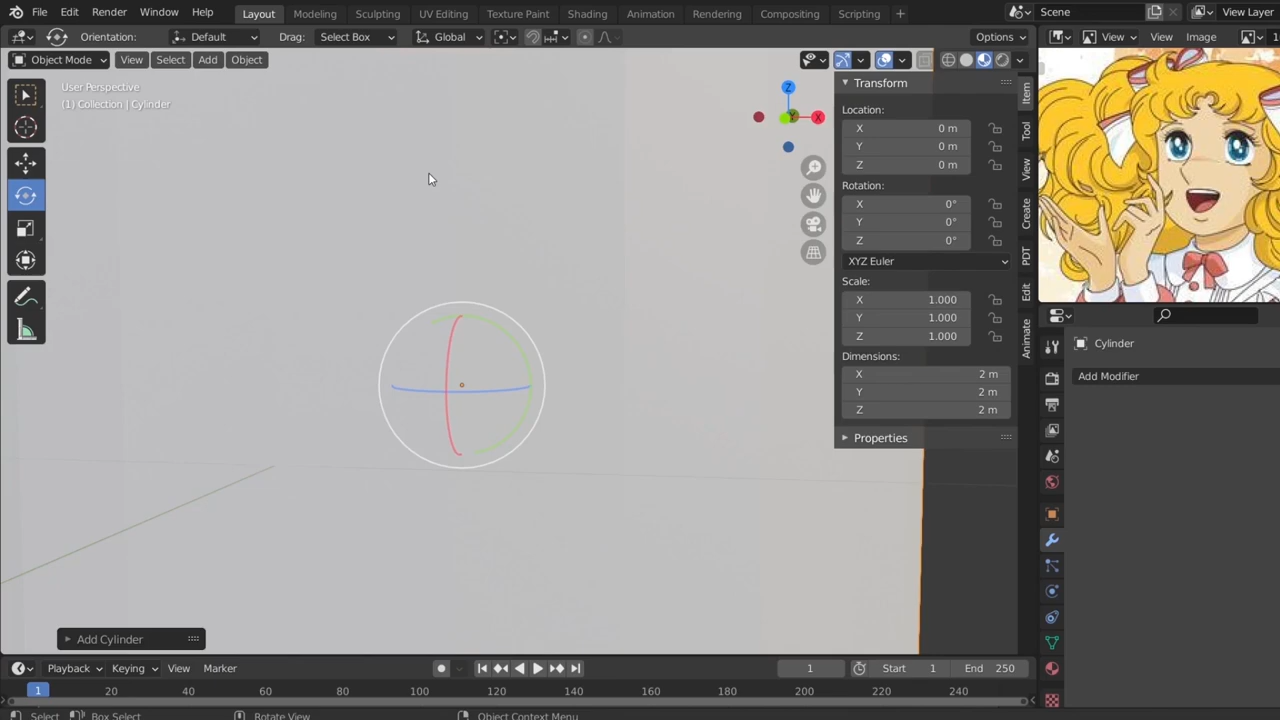 File Edit Render Window Help Layout Modeling Sculpting UV Editing Texture Paint Shading Animation Rendering Compositing Scripting + Scene View Layer
Orientation: Default Drag: Select Box Global Options
Object Mode View Select Add Object View View Image
User Perspective
(1) Collection | Cylinder
Z
Y
X
Transform
Location:
X 0 m
Y 0 m
Z 0 m
Rotation:
X 0°
Y 0°
Z 0°
XYZ Euler
Scale:
X 1.000
Y 1.000
Z 1.000
Dimensions:
X 2 m
Y 2 m
Z 2 m
Properties
Item
Tool
View
Create
PDT
Edit
Animate
Cylinder
Add Modifier
Add Cylinder
Playback Keying View Marker 1 Start 1 End 250
1 20 40 60 80 100 120 140 160 180 200 220 240
Select Box Select Rotate View Object Context Menu